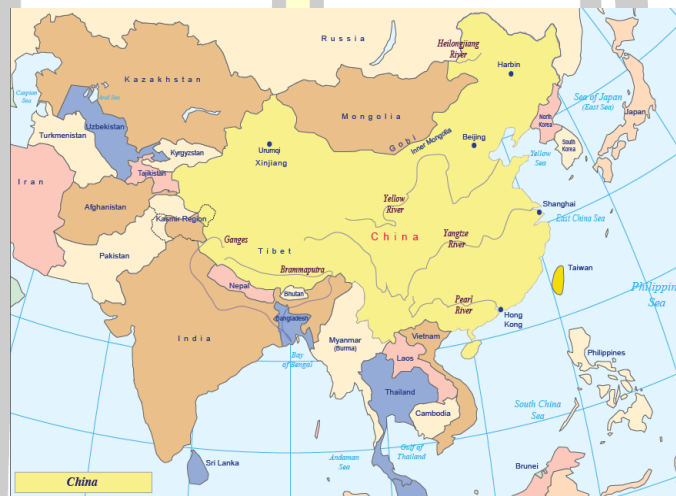 Russia
Heilongjiang
River
Harbin
Kazakhstan
Caspian
Sea
Aral Sea
Mongolia
Sea of Japan
(East Sea)
North
Korea
Japan
Uzbekistan
Turkmenistan
Gobi
Inner Mongolia
Beijing
South
Korea
Kyrgyzstan
Urumqi
Xinjiang
Yellow
Sea
Iran
Tajikistan
Afghanistan
Kasmir Region
Yellow
River
Shanghai
East China Sea
China
Yangtse
River
Ganges
Tibet
Pakistan
Brammaputra
Taiwan
Nepal
Bhutan
Philippin
Sea
Pearl
River
Hong
Kong
Bangladesh
India
Myanmar
(Burma)
Vietnam
Laos
Bay
of Bengal
Philippines
Thailand
South China
Sea
Cambodia
Sri Lanka
Andaman
Sea
Gulf of
Thailand
Brunei
China